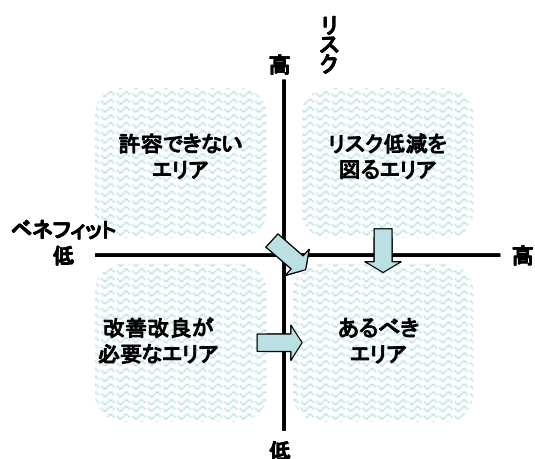 リスク
高
許容できない
エリア
リスク低減を
図るエリア
ベネフィット
低
高
改善改良が
必要なエリア
あるべき
エリア
低